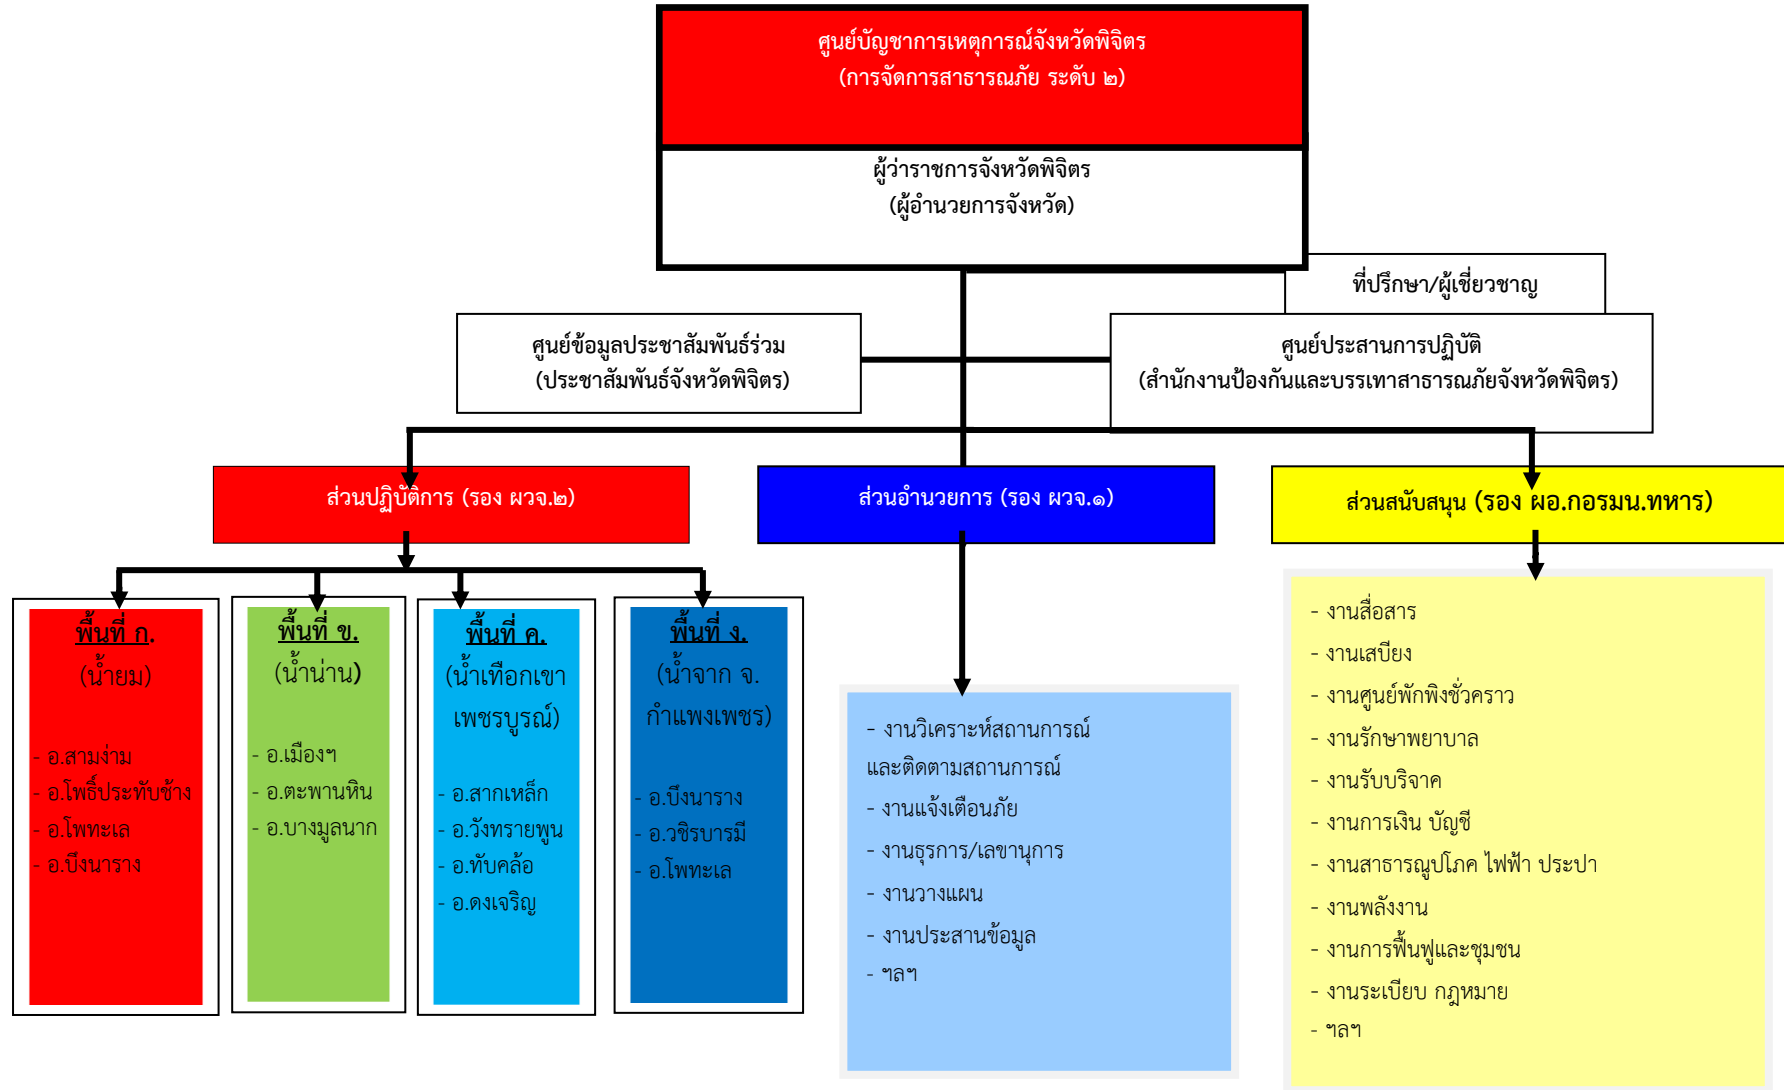 ศูนย์บัญชาการเหตุการณ์จังหวัดพิจิตร
(การจัดการสาธารณภัย ระดับ ๒)
ผู้ว่าราชการจังหวัดพิจิตร
(ผู้อำนวยการจังหวัด)
ที่ปรึกษา/ผู้เชี่ยวชาญ
ศูนย์ข้อมูลประชาสัมพันธ์ร่วม
(ประชาสัมพันธ์จังหวัดพิจิตร)
ศูนย์ประสานการปฏิบัติ
(สำนักงานป้องกันและบรรเทาสาธารณภัยจังหวัดพิจิตร)
ส่วนปฏิบัติการ (รอง ผวจ.๒)
ส่วนอำนวยการ (รอง ผวจ.๑)
ส่วนสนับสนุน (รอง ผอ.กอรมน.ทหาร)
พื้นที่ ก.
(น้ำยม)
- อ.สามง่าม
- อ.โพธิ์ประทับช้าง
- อ.โพทะเล
- อ.บึงนาราง
พื้นที่ ข.
(น้ำน่าน)
- อ.เมืองฯ
- อ.ตะพานหิน
- อ.บางมูลนาก
พื้นที่ ค.
(น้ำเทือกเขา
เพชรบูรณ์)
- อ.สากเหล็ก
- อ.วังทรายพูน
- อ.ทับคล้อ
- อ.ดงเจริญ
พื้นที่ ง.
(น้ำจาก จ.
กำแพงเพชร)
- อ.บึงนาราง
- อ.วชิรบารมี
- อ.โพทะเล
- งานวิเคราะห์สถานการณ์
และติดตามสถานการณ์
- งานแจ้งเตือนภัย
- งานธุรการ/เลขานุการ
- งานวางแผน
- งานประสานข้อมูล
- ฯลฯ
- งานสื่อสาร
- งานเสบียง
- งานศูนย์พักพิงชั่วคราว
- งานรักษาพยาบาล
- งานรับบริจาค
- งานการเงิน บัญชี
- งานสาธารณูปโภค ไฟฟ้า ประปา
- งานพลังงาน
- งานการฟื้นฟูและชุมชน
- งานระเบียบ กฎหมาย
- ฯลฯ